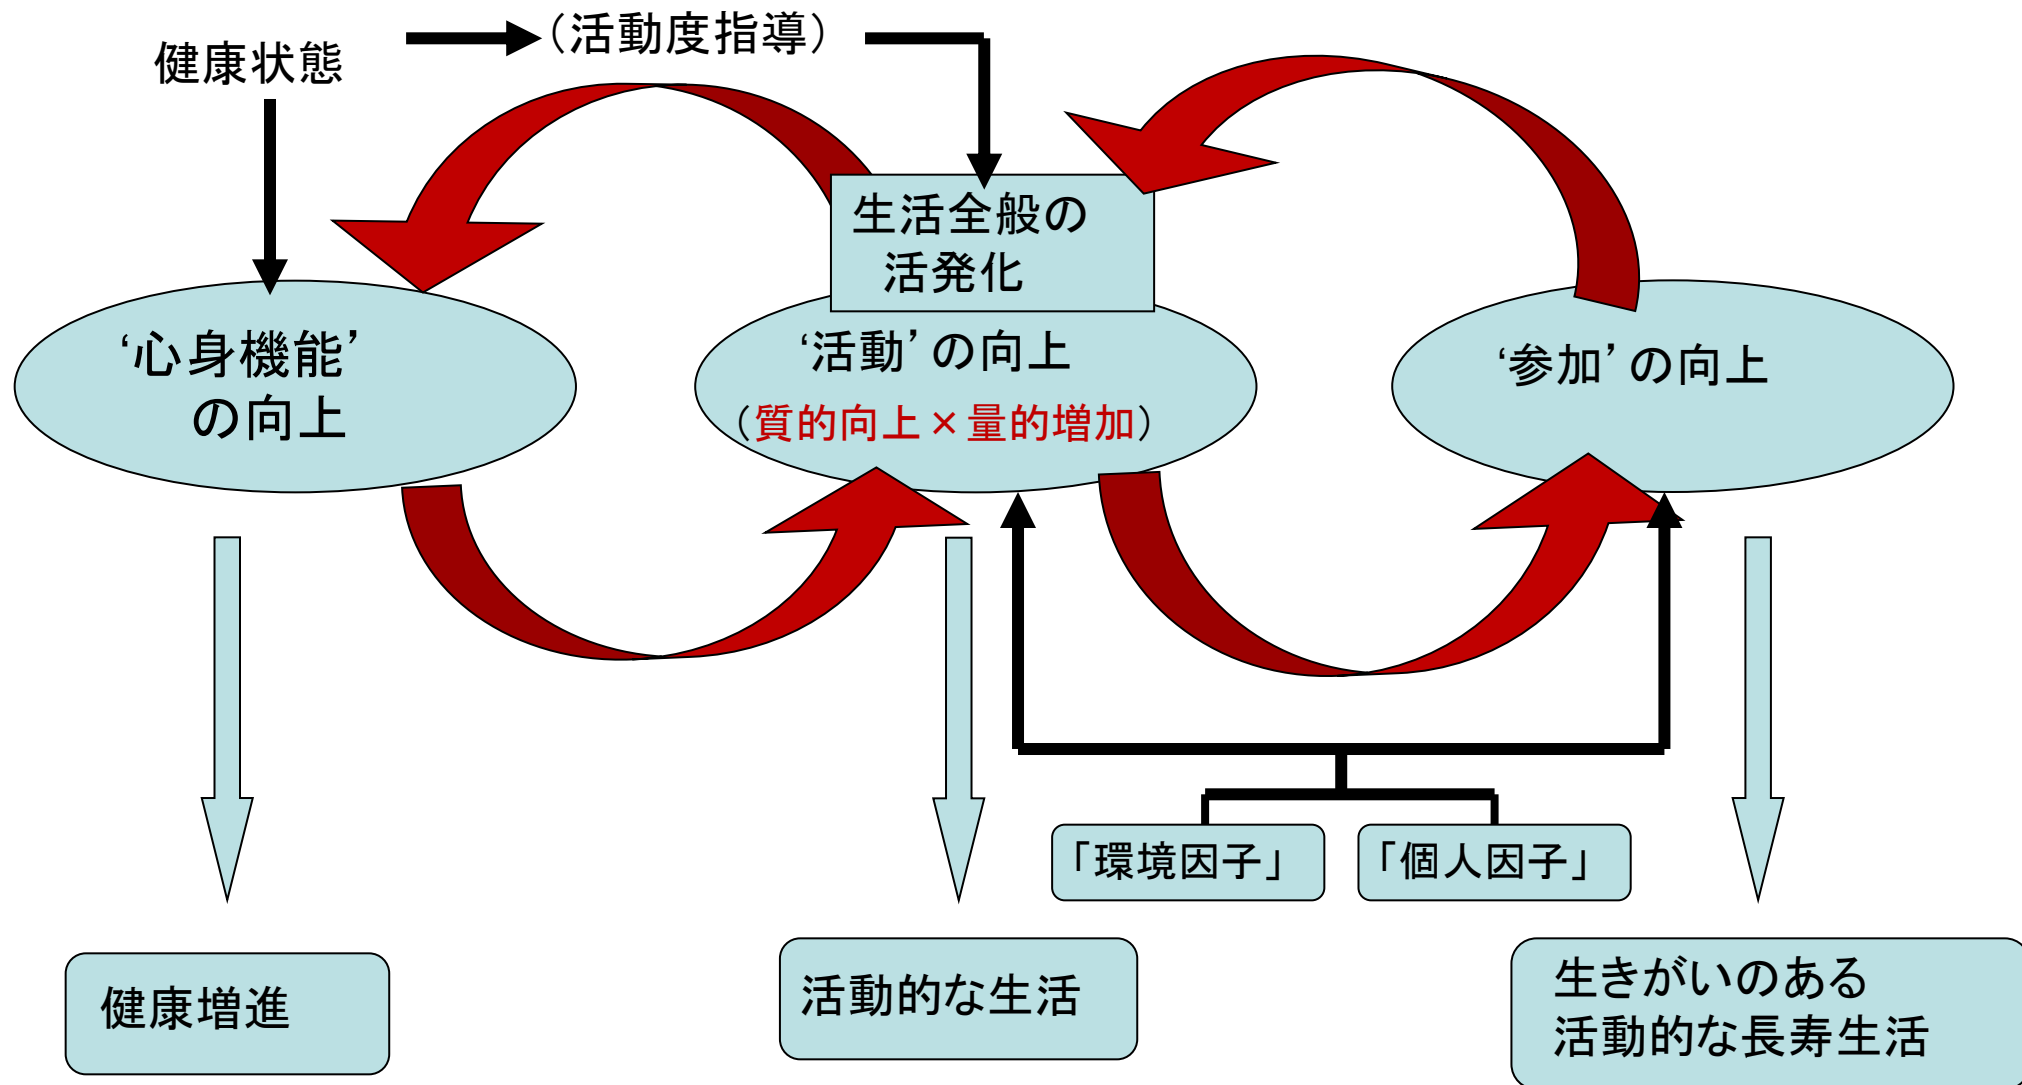 健康状態
(活動度指導)
生活全般の
活発化
‘心身機能’
の向上
‘活動’の向上
(質的向上×量的増加)
‘参加’の向上
「環境因子」
「個人因子」
健康増進
活動的な生活
生きがいのある
活動的な長寿生活